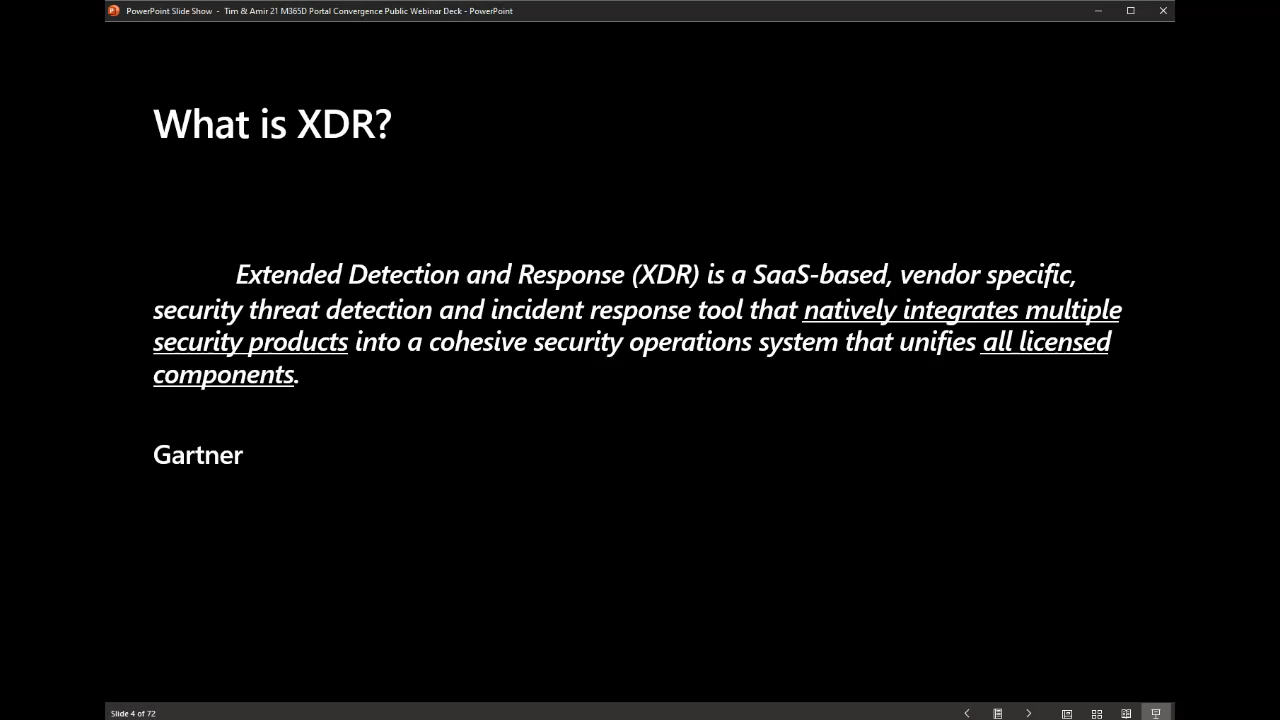 PowerPoint Slide Show - Tim & Amir 21 M365D Portal Convergence Public Webinar Deck - PowerPoint
What is XDR?
Extended Detection and Response (XDR) is a SaaS-based, vendor specific,
security threat detection and incident response tool that natively integrates multiple
security products into a cohesive security operations system that unifies all licensed
components.
Gartner
Slide 4 of 72